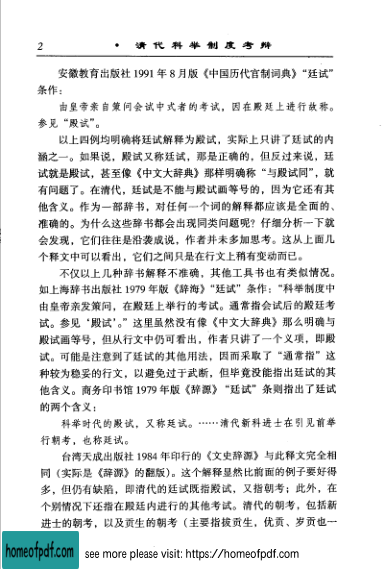 2 · 清代科举制度考辨
安徽教育出版社1991年8月版《中国历代官制词典》“廷试”
条作：
由皇帝亲自策问会试中式者的考试，因在殿廷上进行故称。
参见“殿试”。
以上四例均明确将廷试解释为殿试，实际上只讲了廷试的内
涵之一。如果说，殿试又称廷试，那是正确的，但反过来说，廷
试就是殿试，甚至像《中文大辞典》那样明确称“与殿试同”，就
有问题了。在清代，廷试是不能与殿试画等号的，因为它还有其
他含义。作为一部辞书，对任何一个词的解释都应该是全面的、
准确的。为什么这些辞书都会出现同类问题呢？仔细分析一下就
会发现，它们往往是沿袭成说，作者并未多加思考。这从上面几
个释文中可以看出，它们之间只是在行文上稍有变动而已。
不仅以上几种辞书解释不准确，其他工具书也有类似情况。
如上海辞书出版社1979年版《辞海》“廷试”条作：“科举制度中
由皇帝亲发策问，在殿廷上举行的考试。通常指会试后的殿廷考
试。参见‘殿试’。”这里虽然没有像《中文大辞典》那么明确与
殿试画等号，但从行文中仍可看出，作者只讲了一个义项，即殿
试。可能是注意到了廷试的其他用法，因而采取了“通常指”这
种较为稳妥的行文，以避免过于武断，但毕竟没能指出廷试的其
他含义。商务印书馆1979年版《辞源》“廷试”条则指出了廷试
的两个含义：
科举时代的殿试，又称廷试。……清代新科进士在引见前举
行朝考，也称廷试。
台湾天成出版社1984年印行的《文史辞源》与此释文完全相
同（实际是《辞源》的翻版）。这个解释显然比前面的例子要好得
多，但仍有缺陷，即清代的廷试既指殿试，又指朝考；此外，在
个别情况下还指在殿廷内进行的其他考试。清代的朝考，包括新
进士的朝考，以及贡生的朝考（主要指拔贡生，优贡、岁贡也一
homeofpdf.com see more please visit: https://homeofpdf.com